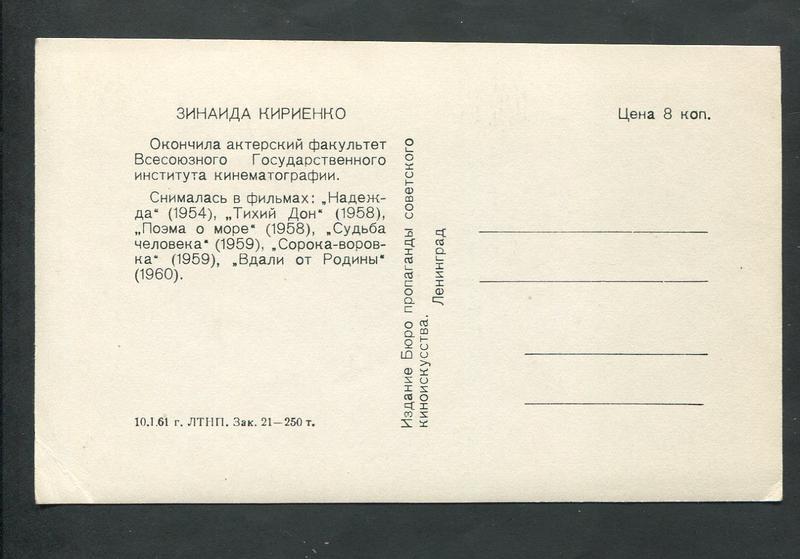 ЗИНАИДА КИРИЕНКО
Окончила актерский факультет
Всесоюзного Государственного
института кинематографии.
Снималась в фильмах: „Надеж-
да“ (1954), „Тихий Дон“ (1958),
„Поэма о море“ (1958), „Судьба
человека“ (1959), „Сорока-воров-
ка“ (1959), „Вдали от Родины“
(1960).
10.I.61 г. ЛТНП. Зак. 21—250 т.
Издание Бюро пропаганды советского
киноискусства. Ленинград
Цена 8 коп.